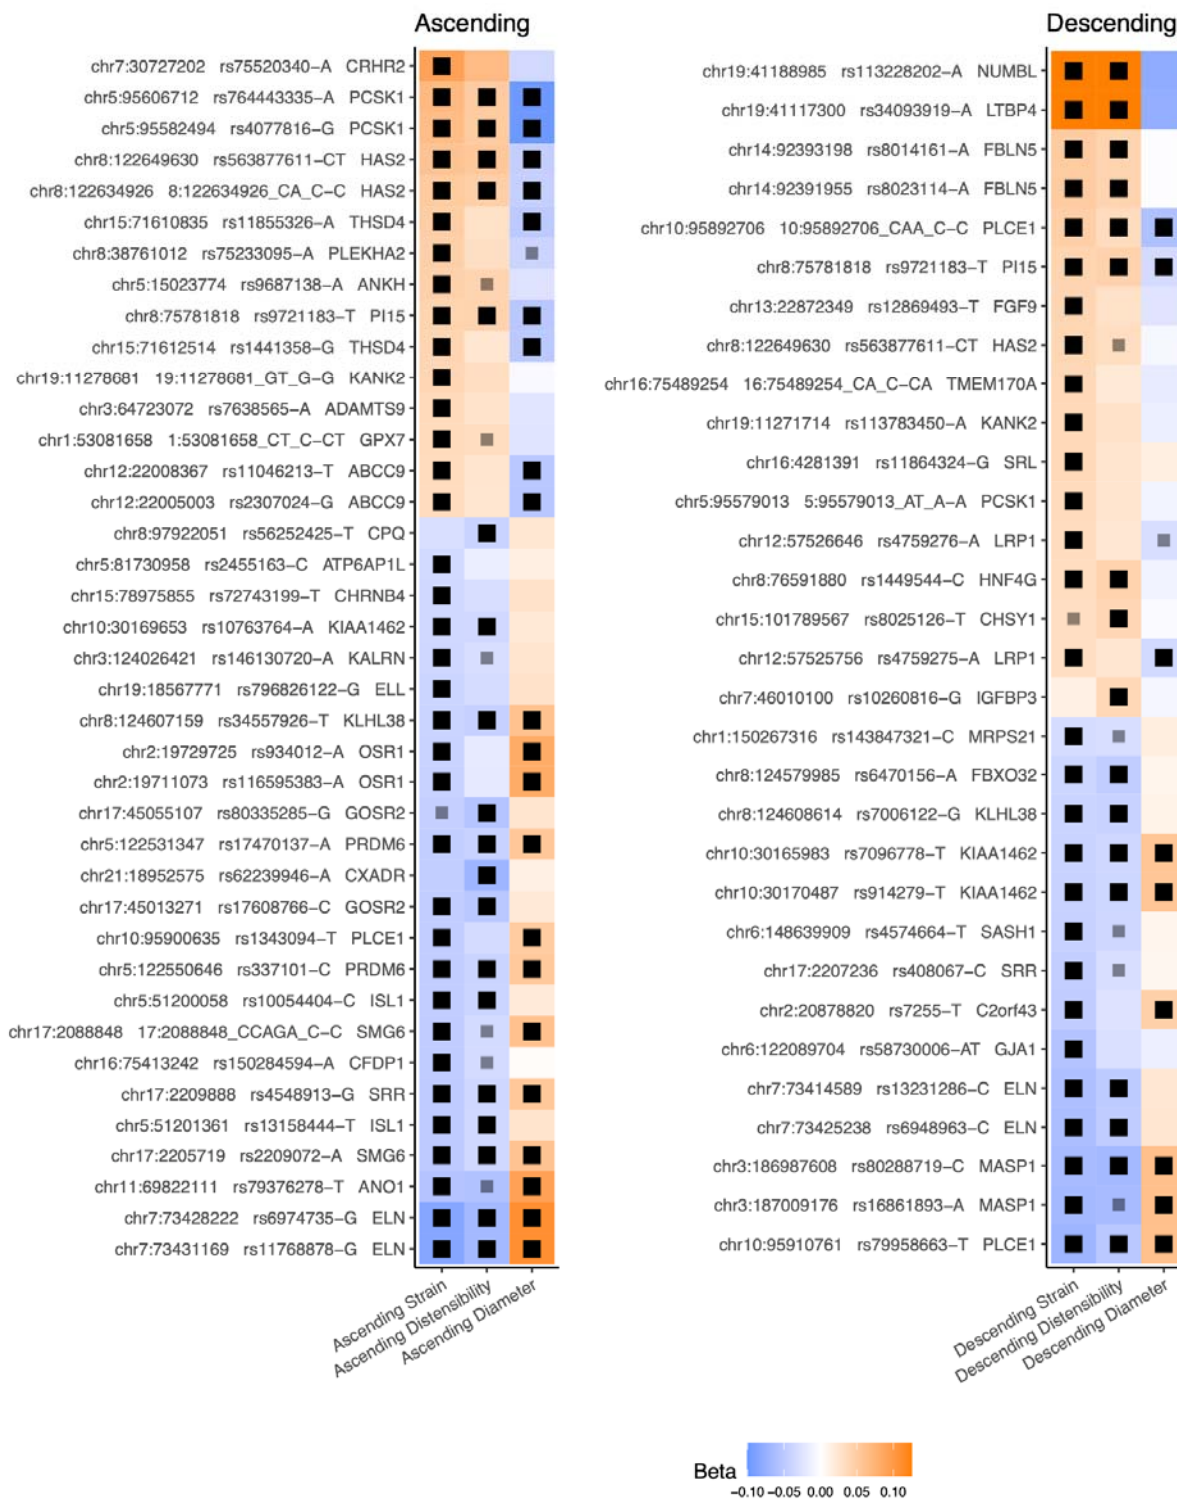 Ascending
chr7:30727202 rs75520340–A CRHR2
chr5:95606712 rs764443335–A PCSK1
chr5:95582494 rs4077816–G PCSK1
chr8:122649630 rs563877611–CT HAS2
chr8:122634926 8:122634926_CA_C–C HAS2
chr15:71610835 rs11855326–A THSD4
chr8:38761012 rs75233095–A PLEKHA2
chr5:15023774 rs9687138–A ANKH
chr8:75781818 rs9721183–T PI15
chr15:71612514 rs1441358–G THSD4
chr19:11278681 19:11278681_GT_G–G KANK2
chr3:64723072 rs7638565–A ADAMTS9
chr1:53081658 1:53081658_CT_C–CT GPX7
chr12:22008367 rs11046213–T ABCC9
chr12:22005003 rs2307024–G ABCC9
chr8:97922051 rs56252425–T CPQ
chr5:81730958 rs2455163–C ATP6AP1L
chr15:78975855 rs72743199–T CHRNB4
chr10:30169653 rs10763764–A KIAA1462
chr3:124026421 rs146130720–A KALRN
chr19:18567771 rs796826122–G ELL
chr8:124607159 rs34557926–T KLHL38
chr2:19729725 rs934012–A OSR1
chr2:19711073 rs116595383–A OSR1
chr17:45055107 rs80335285–G GOSR2
chr5:122531347 rs17470137–A PRDM6
chr21:18952575 rs62239946–A CXADR
chr17:45013271 rs17608766–C GOSR2
chr10:95900635 rs1343094–T PLCE1
chr5:122550646 rs337101–C PRDM6
chr5:51200058 rs10054404–C ISL1
chr17:2088848 17:2088848_CCAGA_C–C SMG6
chr16:75413242 rs150284594–A CFDP1
chr17:2209888 rs4548913–G SRR
chr5:51201361 rs13158444–T ISL1
chr17:2205719 rs2209072–A SMG6
chr11:69822111 rs79376278–T ANO1
chr7:73428222 rs6974735–G ELN
chr7:73431169 rs11768878–G ELN
Ascending Strain
Ascending Distensibility
Ascending Diameter
Descending
chr19:41188985 rs113228202–A NUMBL
chr19:41117300 rs34093919–A LTBP4
chr14:92393198 rs8014161–A FBLN5
chr14:92391955 rs8023114–A FBLN5
chr10:95892706 10:95892706_CAA_C–C PLCE1
chr8:75781818 rs9721183–T PI15
chr13:22872349 rs12869493–T FGF9
chr8:122649630 rs563877611–CT HAS2
chr16:75489254 16:75489254_CA_C–CA TMEM170A
chr19:11271714 rs113783450–A KANK2
chr16:4281391 rs11864324–G SRL
chr5:95579013 5:95579013_AT_A–A PCSK1
chr12:57526646 rs4759276–A LRP1
chr8:76591880 rs1449544–C HNF4G
chr15:101789567 rs8025126–T CHSY1
chr12:57525756 rs4759275–A LRP1
chr7:46010100 rs10260816–G IGFBP3
chr1:150267316 rs143847321–C MRPS21
chr8:124579985 rs6470156–A FBXO32
chr8:124608614 rs7006122–G KLHL38
chr10:30165983 rs7096778–T KIAA1462
chr10:30170487 rs914279–T KIAA1462
chr6:148639909 rs4574664–T SASH1
chr17:2207236 rs408067–C SRR
chr2:20878820 rs7255–T C2orf43
chr6:122089704 rs58730006–AT GJA1
chr7:73414589 rs13231286–C ELN
chr7:73425238 rs6948963–C ELN
chr3:186987608 rs80288719–C MASP1
chr3:187009176 rs16861893–A MASP1
chr10:95910761 rs79958663–T PLCE1
Descending Strain
Descending Distensibility
Descending Diameter
Beta
−0.10 −0.05 0.00 0.05 0.10